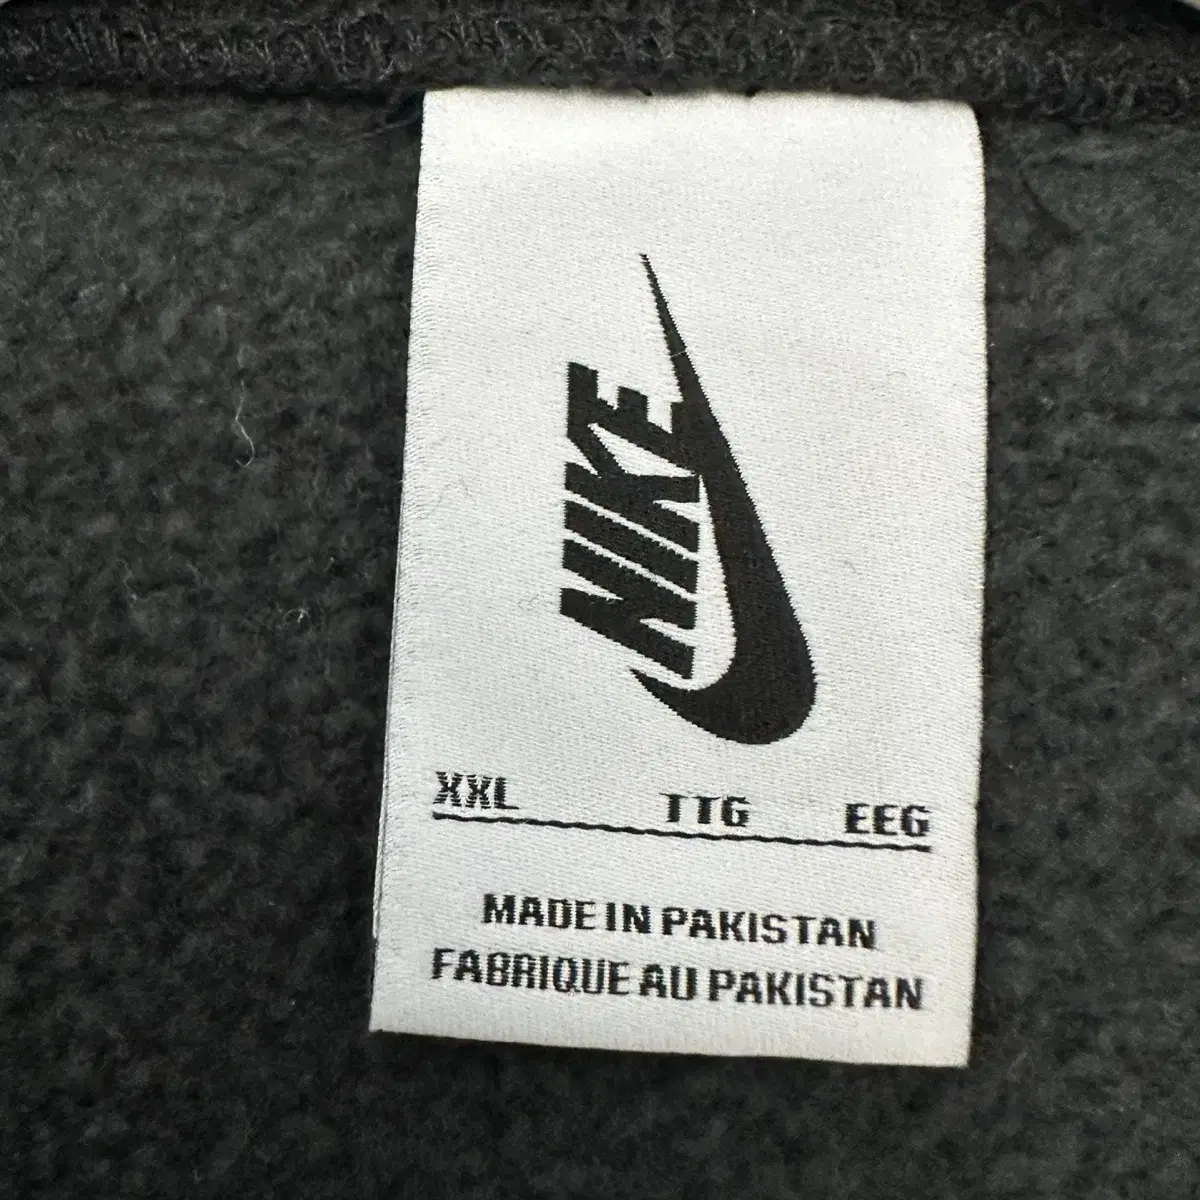 NIKE
XXL TTG EEG
MADE IN PAKISTAN
FABRIQUE AU PAKISTAN